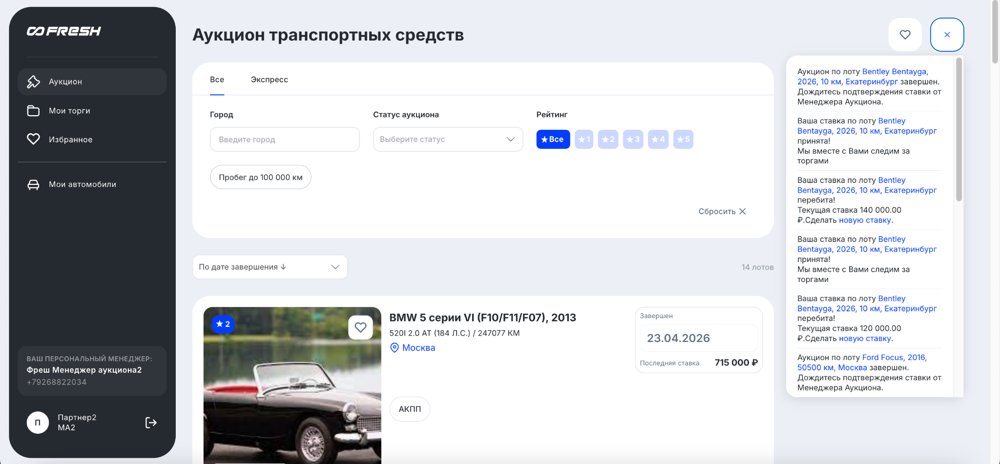 FRESH
Аукцион
Мои торги
Избранное
Мои автомобили
ВАШ ПЕРСОНАЛЬНЫЙ МЕНЕДЖЕР:
Фреш Менеджер аукциона2
+79268822034
П
Партнер2
МА2
Аукцион транспортных средств
Все
Экспресс
Город
Введите город
Статус аукциона
Выберите статус
Рейтинг
★ Все
★ 1
★ 2
★ 3
★ 4
★ 5
Пробег до 100 000 км
Сбросить
По дате завершения ↓
14 лотов
★ 2
BMW 5 серии VI (F10/F11/F07), 2013
520I 2.0 AT (184 Л.С.) / 247077 КМ
Москва
АКПП
Завершен
23.04.2026
Последняя ставка 715 000 ₽
Аукцион по лоту Bentley Bentayga,
2026, 10 км, Екатеринбург завершен.
Дождитесь подтверждения ставки от
Менеджера Аукциона.
Ваша ставка по лоту Bentley
Bentayga, 2026, 10 км, Екатеринбург
принята!
Мы вместе с Вами следим за
торгами
Ваша ставка по лоту Bentley
Bentayga, 2026, 10 км, Екатеринбург
перебита!
Текущая ставка 140 000.00
₽.Сделать новую ставку.
Ваша ставка по лоту Bentley
Bentayga, 2026, 10 км, Екатеринбург
принята!
Мы вместе с Вами следим за
торгами
Ваша ставка по лоту Bentley
Bentayga, 2026, 10 км, Екатеринбург
перебита!
Текущая ставка 120 000.00
₽.Сделать новую ставку.
Аукцион по лоту Ford Focus, 2016,
50500 км, Москва завершен.
Дождитесь подтверждения ставки от
Менеджера Аукциона.